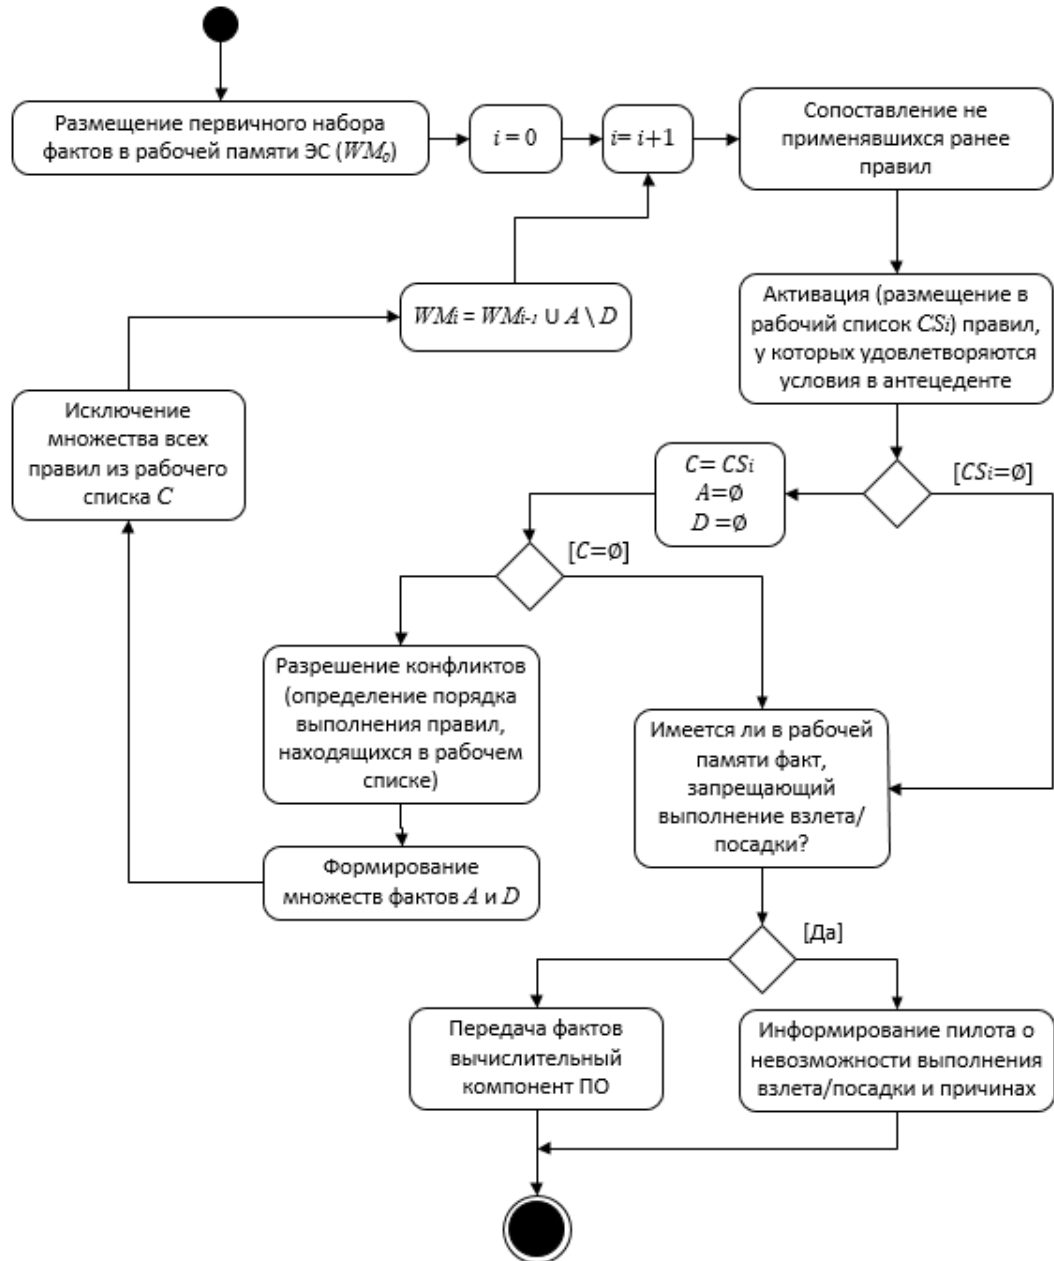 Размещение первичного набора
фактов в рабочей памяти ЭС (WM₀)
i = 0
i= i+1
Сопоставление не
применявшихся ранее
правил
WMi = WMi-1 ∪ A \ D
Активация (размещение в
рабочий список CSi) правил,
у которых удовлетворяются
условия в антецеденте
Исключение
множества всех
правил из рабочего
списка C
C= CSi
A=∅
D =∅
[CSi=∅]
[C=∅]
Разрешение конфликтов
(определение порядка
выполнения правил,
находящихся в рабочем
списке)
Имеется ли в рабочей
памяти факт,
запрещающий
выполнение взлета/
посадки?
Формирование
множеств фактов A и D
[Да]
Передача фактов
вычислительный
компонент ПО
Информирование пилота о
невозможности выполнения
взлета/посадки и причинах